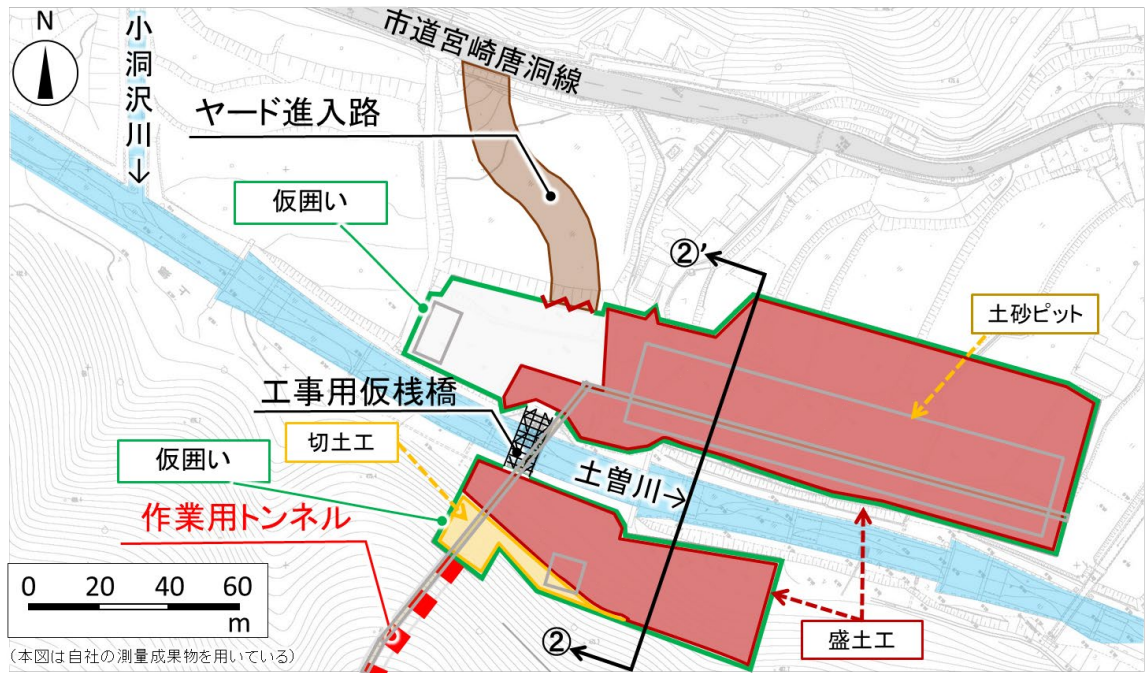 N
小洞沢川↓
市道宮崎唐洞線
ヤード進入路
仮囲い
②'
土砂ピット
工事用仮桟橋
切土工
仮囲い
土曽川→
作業用トンネル
0 20 40 60
m
②
盛土工
(本図は自社の測量成果物を用いている)